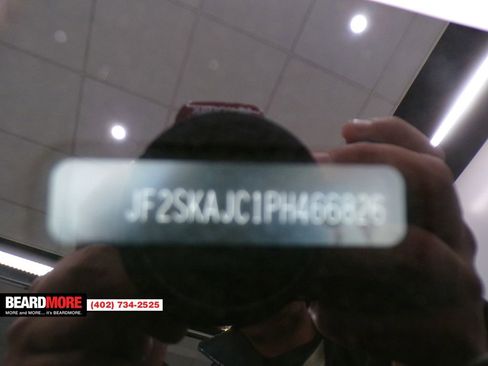 JF2SKAJC1PH466826
BEARDMORE (402) 734-2525
MORE and MORE... it's BEARDMORE.